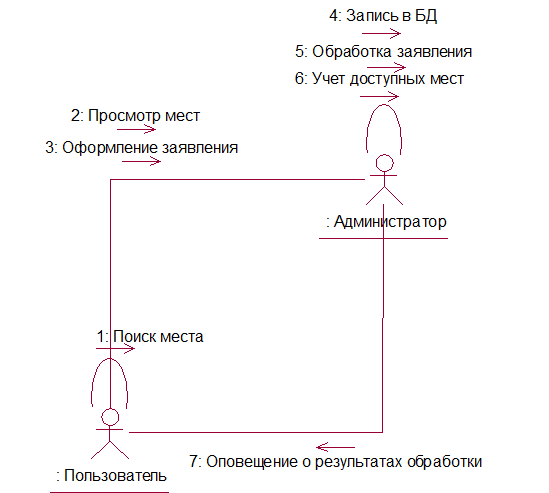 4: Запись в БД
5: Обработка заявления
6: Учет доступных мест
2: Просмотр мест
3: Оформление заявления
: Администратор
1: Поиск места
7: Оповещение о результатах обработки
: Пользователь